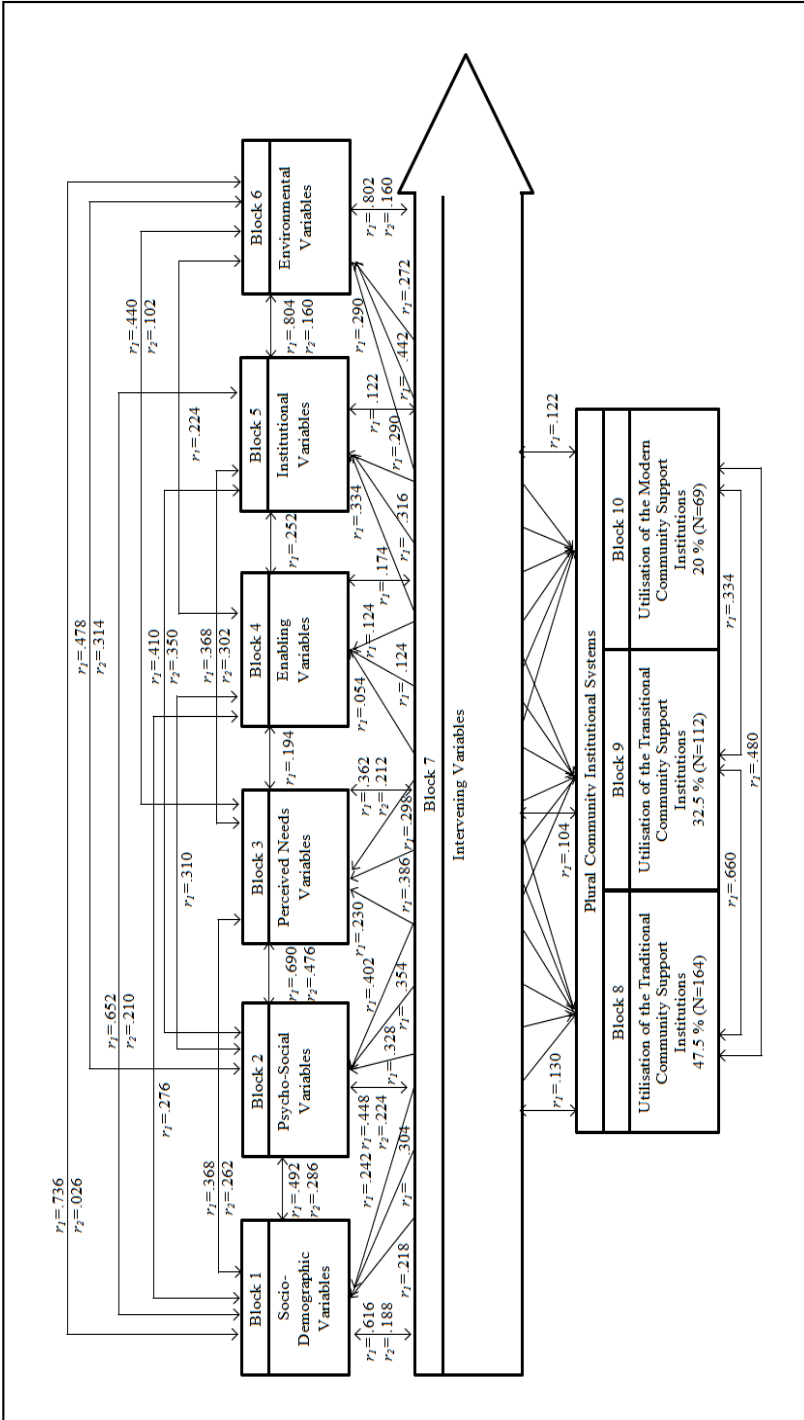 r1=.736
r2=.026
r1=.652
r2=.210
r1=.478
r2=.314
r1=.276
r1=.310
r1=.410
r2=.350
r1=.440
r2=.102
r1=.368
r2=.262
r1=.368
r2=.302
r1=.224
Block 1
Socio-
Demographic
Variables
r1=.492
r2=.286
Block 2
Psycho-Social
Variables
r1=.690
r2=.476
Block 3
Perceived Needs
Variables
r1=.194
Block 4
Enabling
Variables
r1=.252
Block 5
Institutional
Variables
r1=.804
r2=.160
Block 6
Environmental
Variables
r1=.616
r2=.188
r1=.218
r1= .304
r1=.242
r1=.448
r2=.224
r1=.328
r1= .354
r1=.402
r1=.230
r1=.386
r1=.298
r1=.362
r2=.212
r1=.054
r1= .124
r1=.124
r1= .174
r1= .316
r1=.334
r1=.290
r1= .122
r1= .442
r1=.290
r1=.272
r1=.802
r2=.160
Block 7
Intervening Variables
r1=.130
r1=.104
r1=.122
Plural Community Institutional Systems
Block 8
Utilisation of the Traditional
Community Support
Institutions
47.5 % (N=164)
Block 9
Utilisation of the Transitional
Community Support
Institutions
32.5 % (N=112)
Block 10
Utilisation of the Modern
Community Support
Institutions
20 % (N=69)
r1=.660
r1=.334
r1=.480